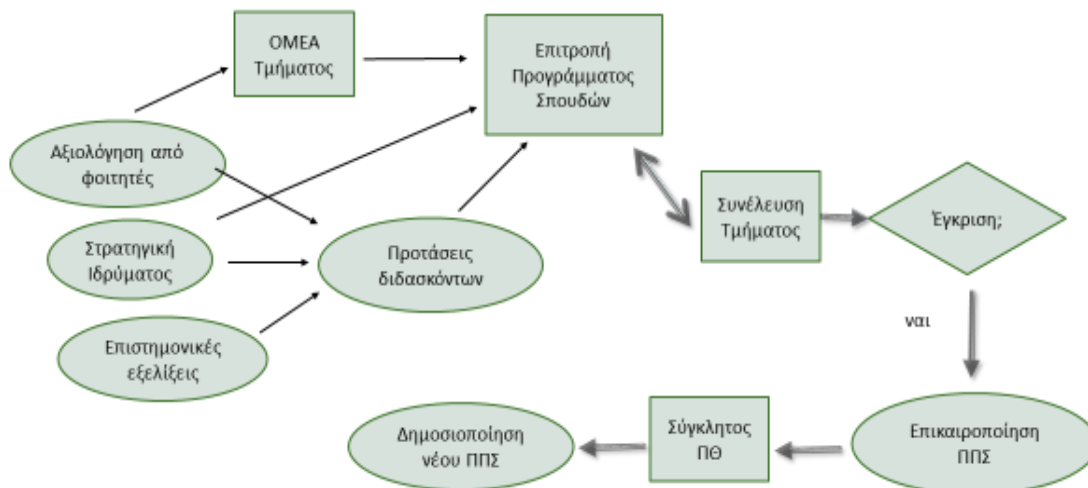 ΟΜΕΑ
Τμήματος
Επιτροπή
Προγράμματος
Σπουδών
Αξιολόγηση από
φοιτητές
Στρατηγική
Ιδρύματος
Προτάσεις
διδασκόντων
Συνέλευση
Τμήματος
Έγκριση;
Επιστημονικές
εξελίξεις
ναι
Δημοσιοποίηση
νέου ΠΠΣ
Σύγκλητος
ΠΘ
Επικαιροποίηση
ΠΠΣ